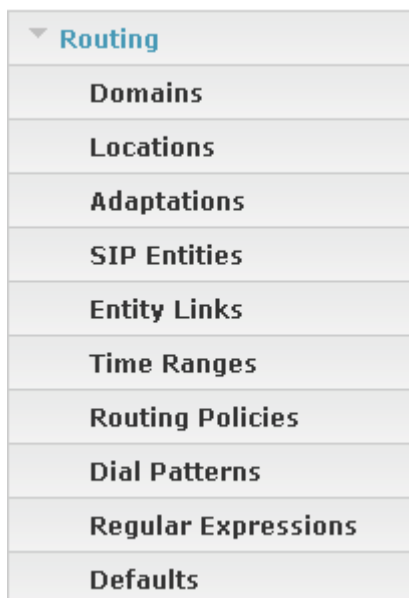 Routing
Domains
Locations
Adaptations
SIP Entities
Entity Links
Time Ranges
Routing Policies
Dial Patterns
Regular Expressions
Defaults